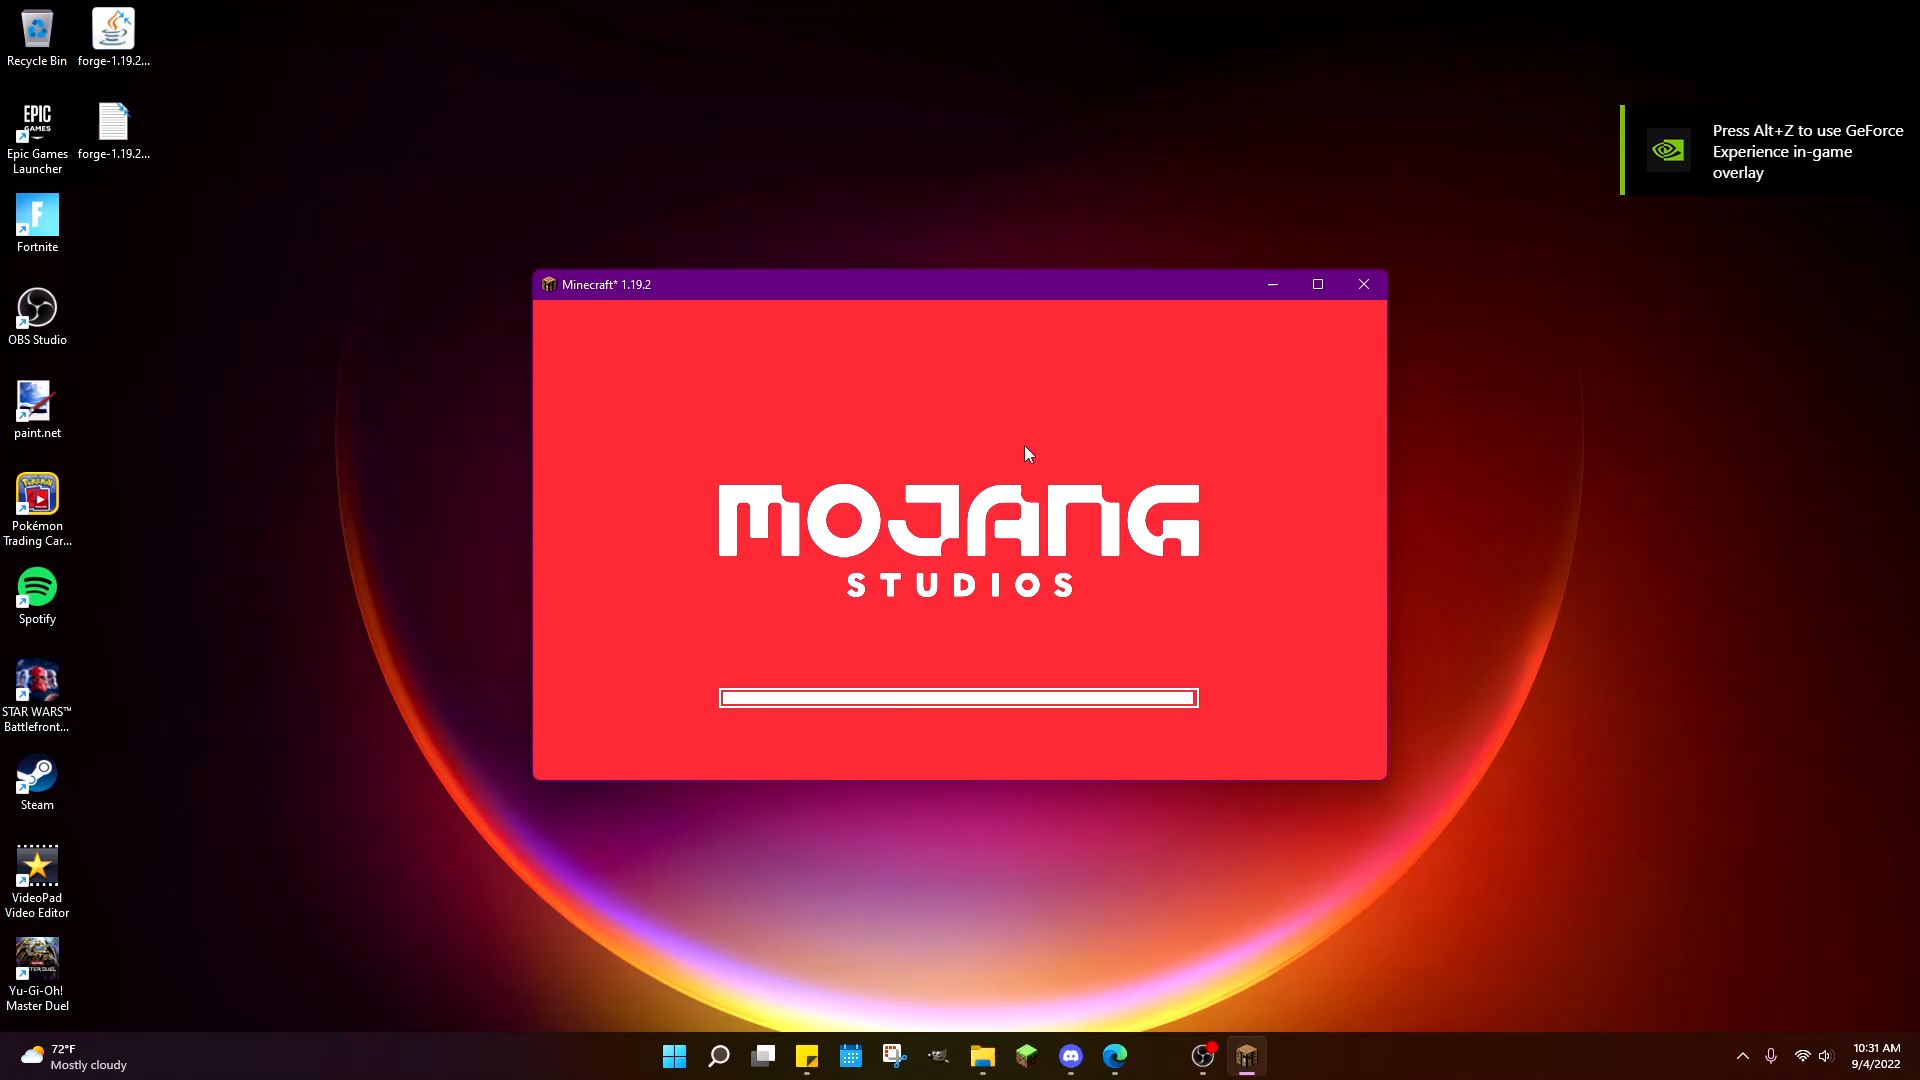 Recycle Bin
forge-1.19.2...
EPIC
GAMES
Epic Games
Launcher
forge-1.19.2...
F
Fortnite
OBS Studio
paint.net
Pokémon
Trading Car...
Spotify
STAR WARS™
Battlefront...
Steam
VideoPad
Video Editor
Yu-Gi-Oh!
Master Duel
Press Alt+Z to use GeForce
Experience in-game
overlay
Minecraft* 1.19.2
MOJANG
STUDIOS
72°F
Mostly cloudy
10:31 AM
9/4/2022